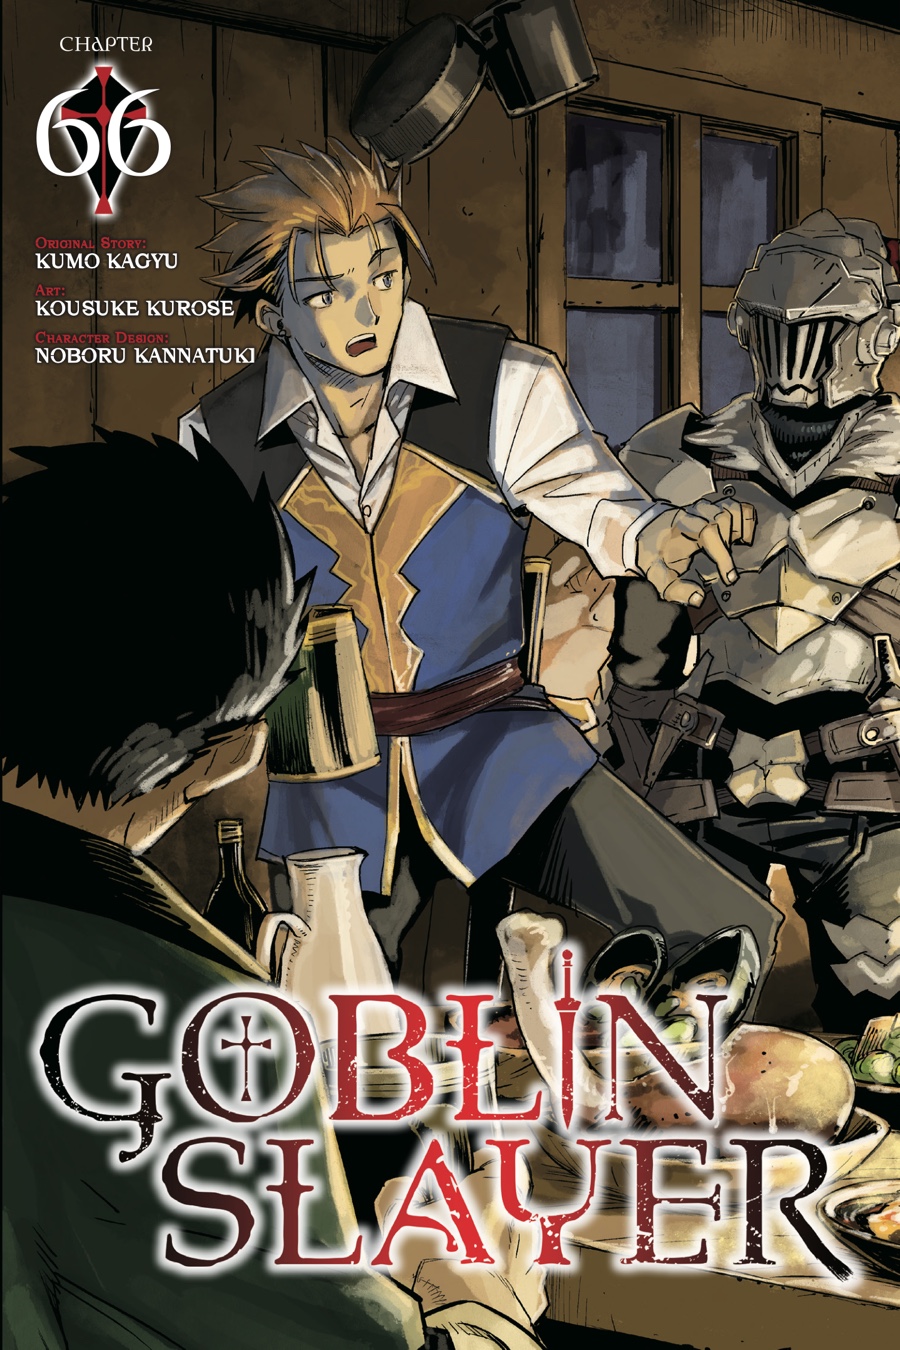 CHAPTER
66
ORIGINAL STORY:
KUMO KAGYU
ART:
KOUSUKE KUROSE
CHARACTER DESIGN:
NOBORU KANNATUKI
GOBLIN
SLAYER